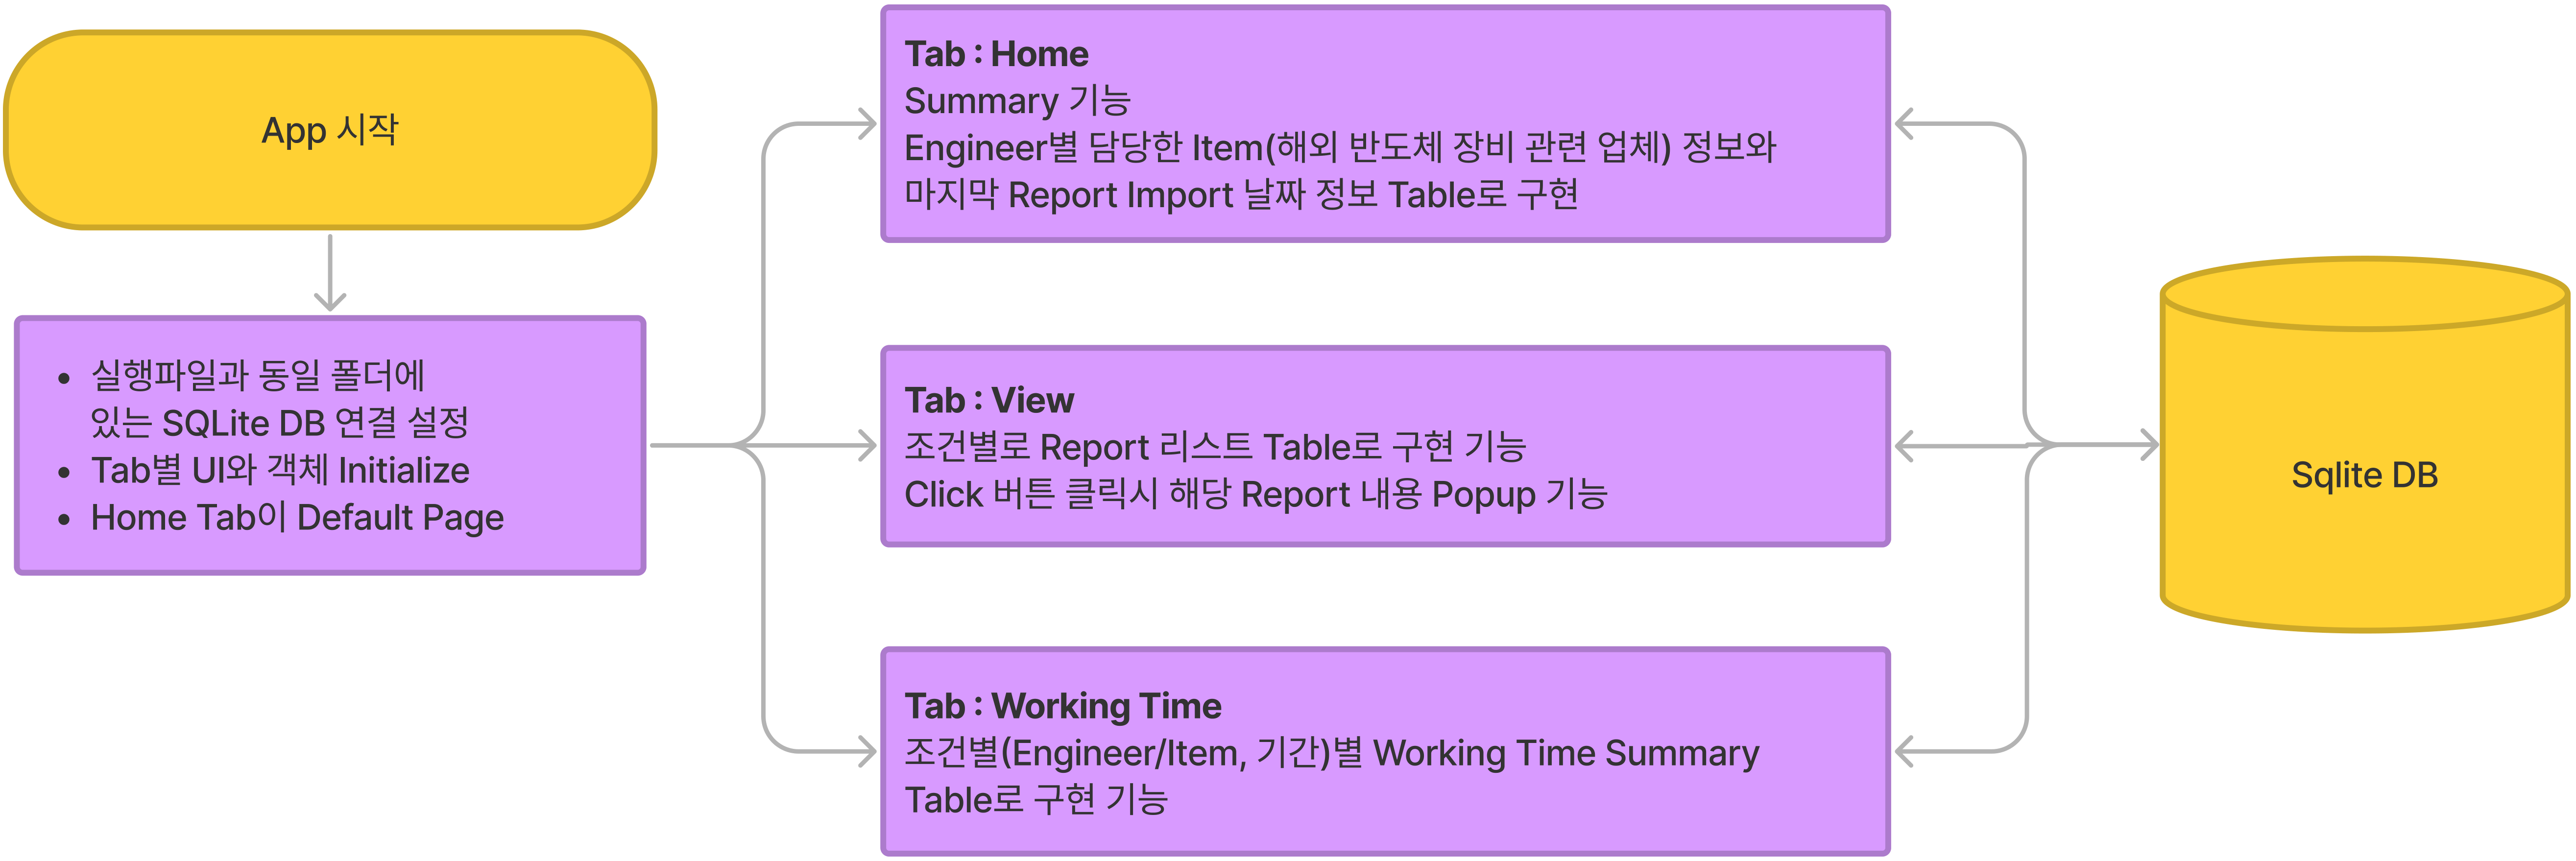 App 시작
실행파일과 동일 폴더에
있는 SQLite DB 연결 설정
Tab별 UI와 객체 Initialize
Home Tab이 Default Page
Tab : Home
Summary 기능
Engineer별 담당한 Item(해외 반도체 장비 관련 업체) 정보와
마지막 Report Import 날짜 정보 Table로 구현
Tab : View
조건별로 Report 리스트 Table로 구현 기능
Click 버튼 클릭시 해당 Report 내용 Popup 기능
Tab : Working Time
조건별(Engineer/Item, 기간)별 Working Time Summary
Table로 구현 기능
Sqlite DB